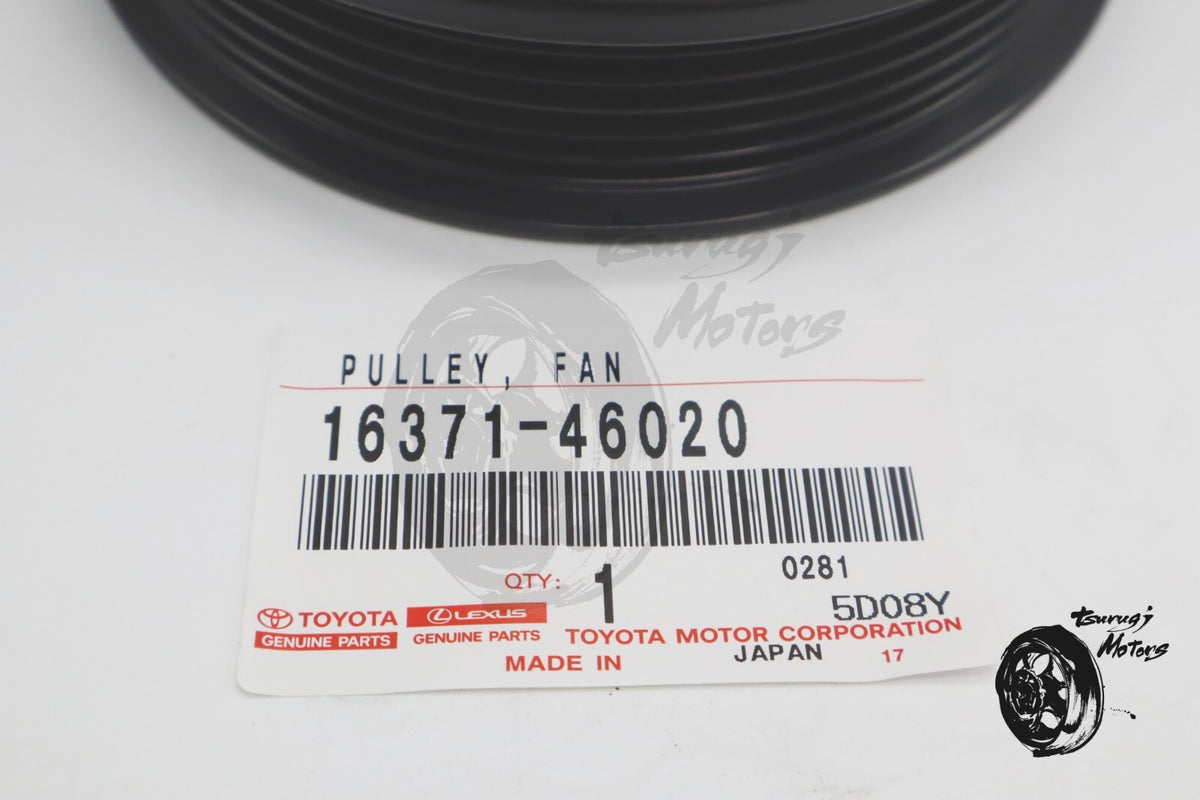 tsurugi
Motors
PULLEY, FAN
16371-46020
0281
QTY: 1
5D08Y
TOYOTA LEXUS
GENUINE PARTS GENUINE PARTS TOYOTA MOTOR CORPORATION
MADE IN JAPAN 17
tsurugi
Motors